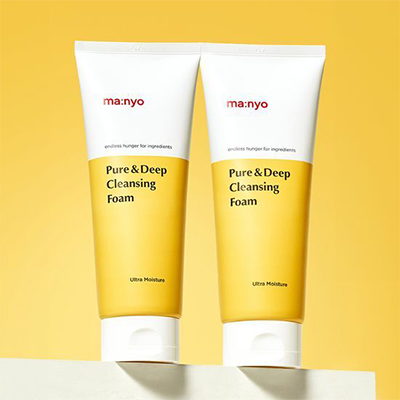 ma:nyo
endless hunger for ingredients
Pure & Deep
Cleansing
Foam
Ultra Moisture
ma:nyo
endless hunger for ingredients
Pure & Deep
Cleansing
Foam
Ultra Moisture